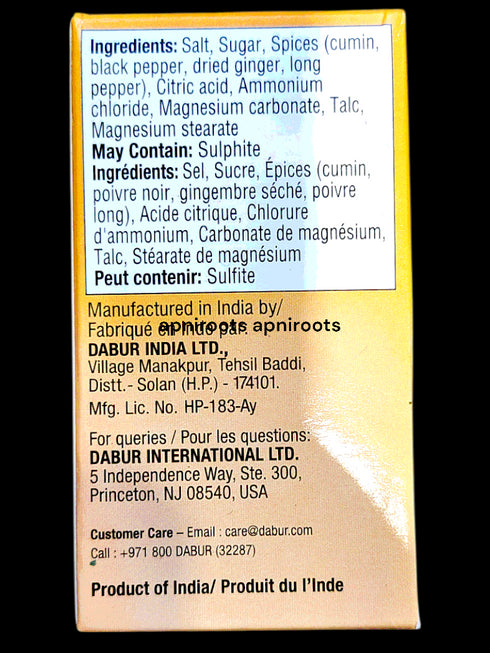 Ingredients: Salt, Sugar, Spices (cumin,
black pepper, dried ginger, long
pepper), Citric acid, Ammonium
chloride, Magnesium carbonate, Talc,
Magnesium stearate
May Contain: Sulphite
Ingrédients: Sel, Sucre, Épices (cumin,
poivre noir, gingembre séché, poivre
long), Acide citrique, Chlorure
d'ammonium, Carbonate de magnésium,
Talc, Stéarate de magnésium
Peut contenir: Sulfite
Manufactured in India by/
Fabriqué en Inde par:
apniroots apniroots
DABUR INDIA LTD.,
Village Manakpur, Tehsil Baddi,
Distt.- Solan (H.P.) - 174101.
Mfg. Lic. No. HP-183-Ay
For queries / Pour les questions:
DABUR INTERNATIONAL LTD.
5 Independence Way, Ste. 300,
Princeton, NJ 08540, USA
Customer Care – Email : care@dabur.com
Call : +971 800 DABUR (32287)
Product of India/ Produit du l'Inde